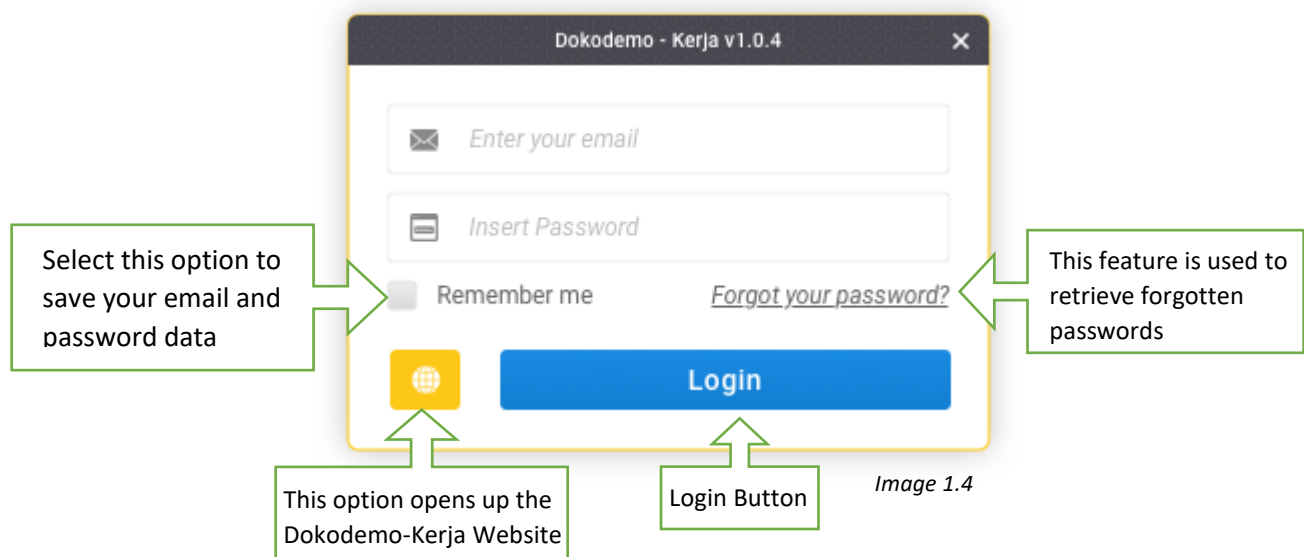 Dokodemo - Kerja v1.0.4
Enter your email
Insert Password
Select this option to
save your email and
password data
Remember me
Forgot your password?
This feature is used to
retrieve forgotten
passwords
Login
This option opens up the
Dokodemo-Kerja Website
Login Button
Image 1.4